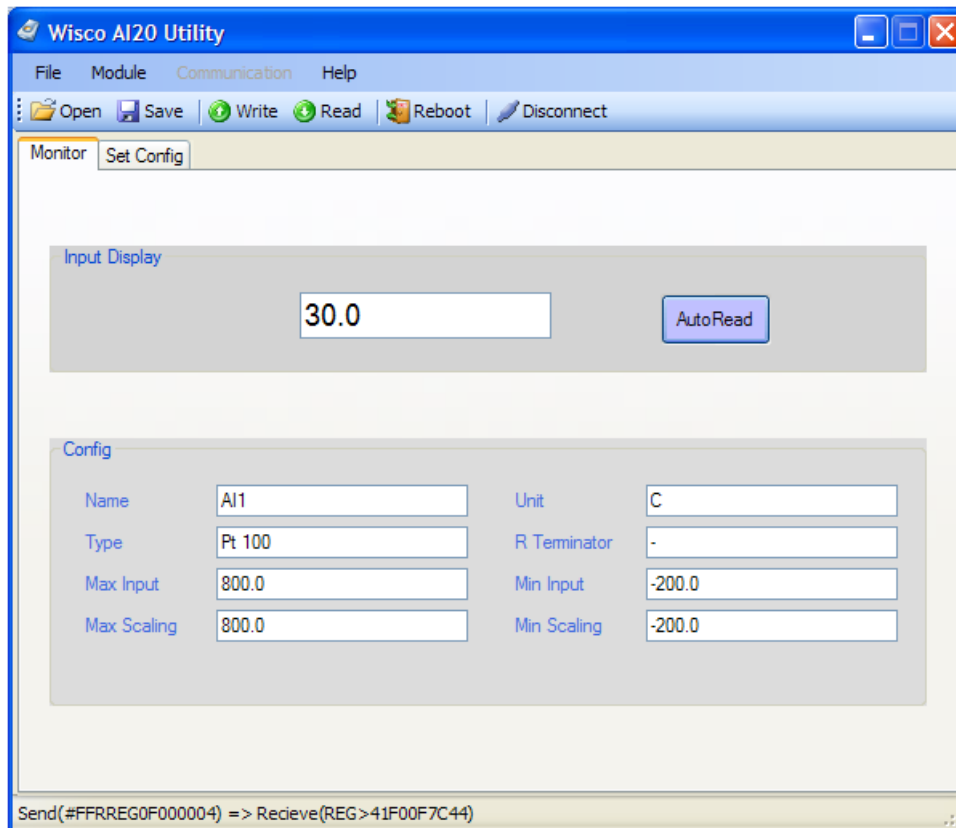 Wisco AI20 Utility
File Module Communication Help
Open Save Write Read Reboot Disconnect
Monitor Set Config
Input Display
30.0 AutoRead
Config
Name AI1 Unit C
Type Pt 100 R Terminator -
Max Input 800.0 Min Input -200.0
Max Scaling 800.0 Min Scaling -200.0
Send(#FFRREG0F000004) => Recieve(REG>41F00F7C44)